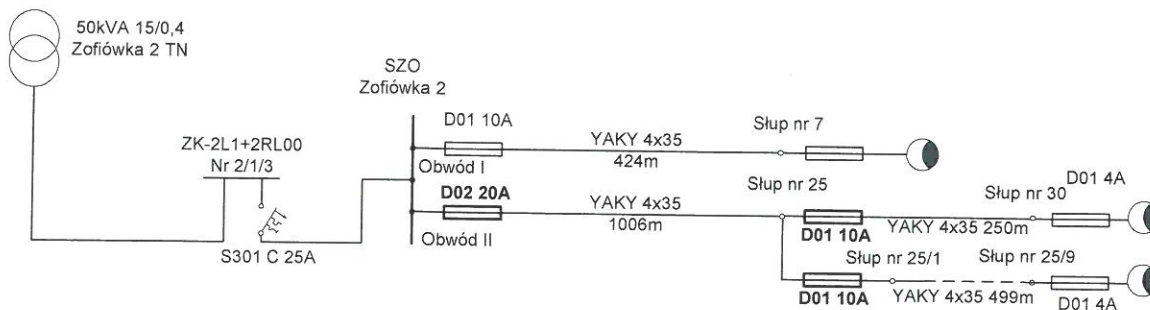 50kVA 15/0,4
Zofiówka 2 TN
SZO
Zofiówka 2
ZK-2L1+2RL00
Nr 2/1/3
S301 C 25A
D01 10A
Obwód I
YAKY 4x35
424m
Słup nr 7
D02 20A
Obwód II
YAKY 4x35
1006m
Słup nr 25
D01 10A
YAKY 4x35 250m
Słup nr 30
D01 4A
D01 10A
Słup nr 25/1
YAKY 4x35 499m
Słup nr 25/9
D01 4A